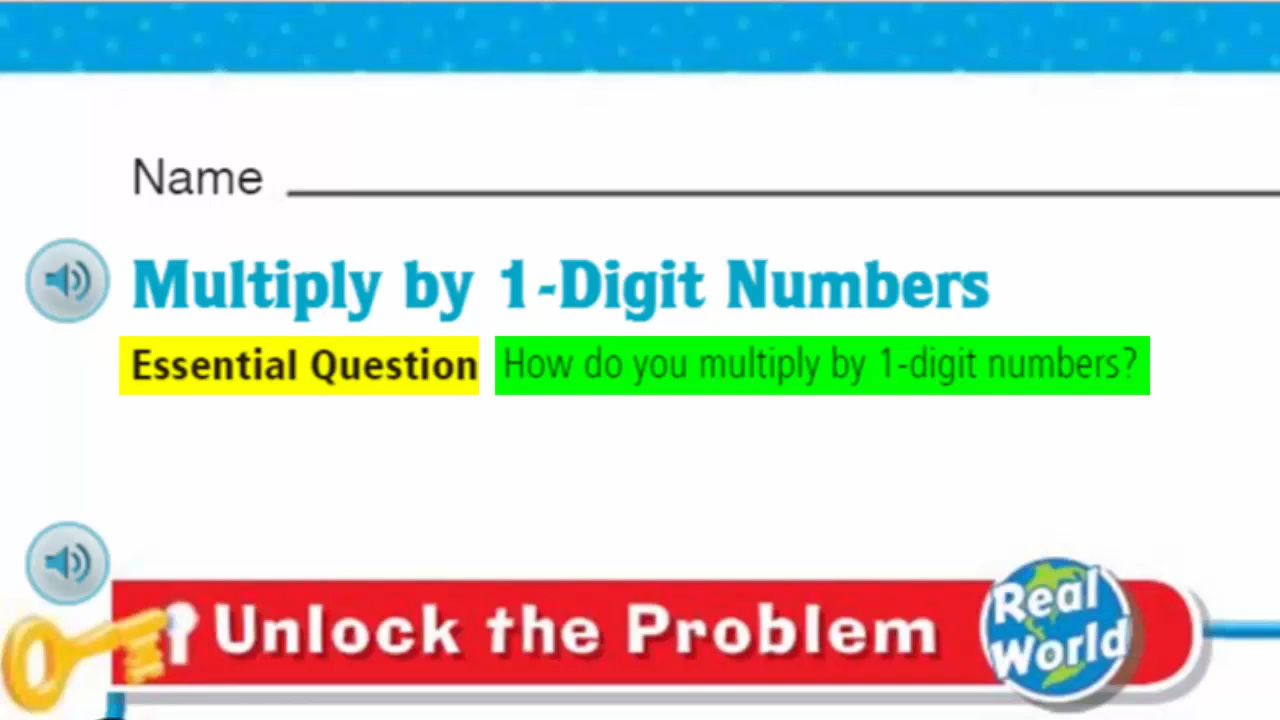 Name
Multiply by 1-Digit Numbers
Essential Question How do you multiply by 1-digit numbers?
Unlock the Problem
Real
World